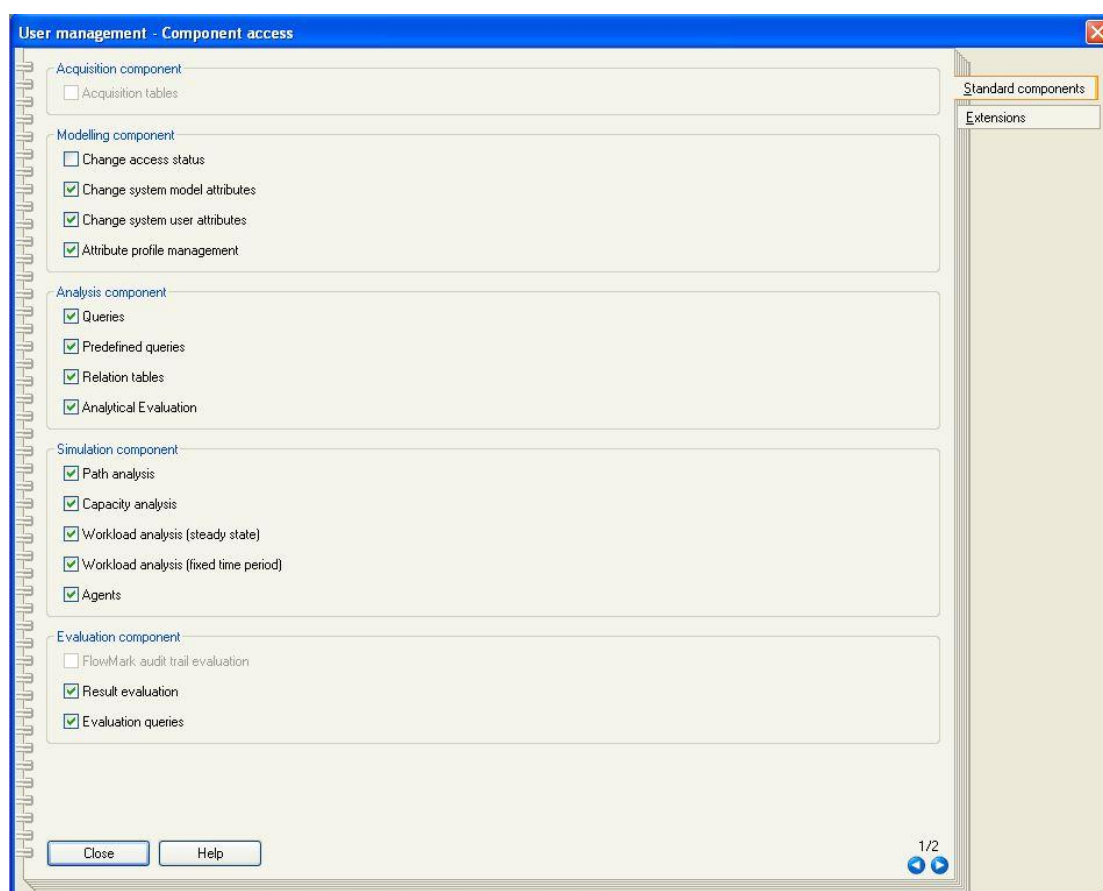 User management - Component access
Acquisition component
Acquisition tables
Standard components
Extensions
Modelling component
Change access status
Change system model attributes
Change system user attributes
Attribute profile management
Analysis component
Queries
Predefined queries
Relation tables
Analytical Evaluation
Simulation component
Path analysis
Capacity analysis
Workload analysis (steady state)
Workload analysis (fixed time period)
Agents
Evaluation component
FlowMark audit trail evaluation
Result evaluation
Evaluation queries
Close
Help
1/2